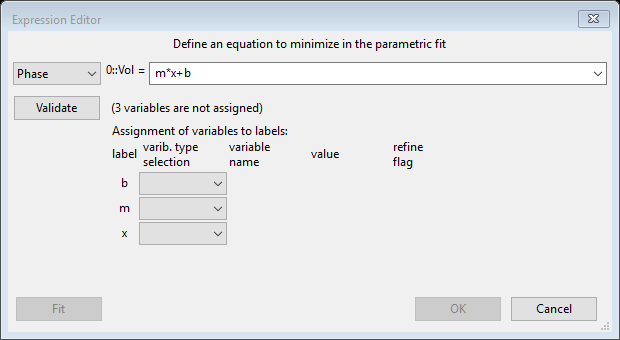 Expression Editor
Define an equation to minimize in the parametric fit
Phase 0::Vol = m*x+b
Validate (3 variables are not assigned)
Assignment of variables to labels:
label varib. type selection variable name value refine flag
b
m
x
Fit OK Cancel